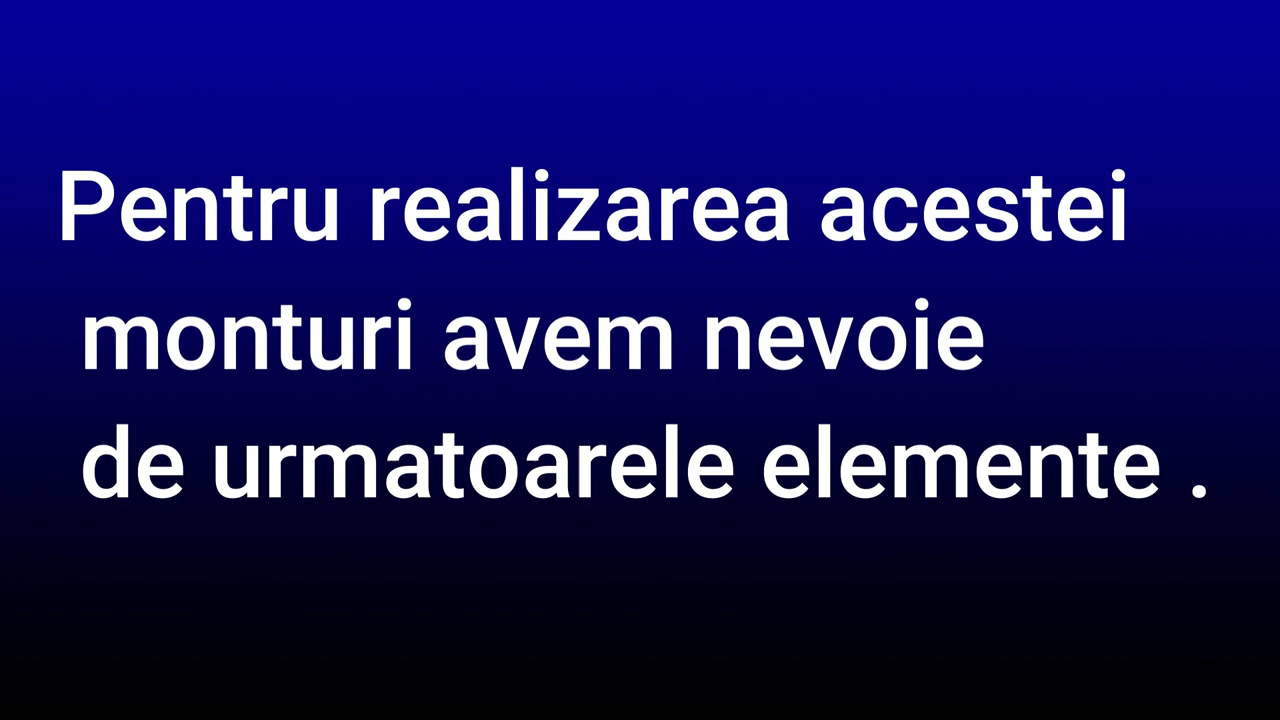 Pentru realizarea acestei
monturi avem nevoie
de urmatoarele elemente .